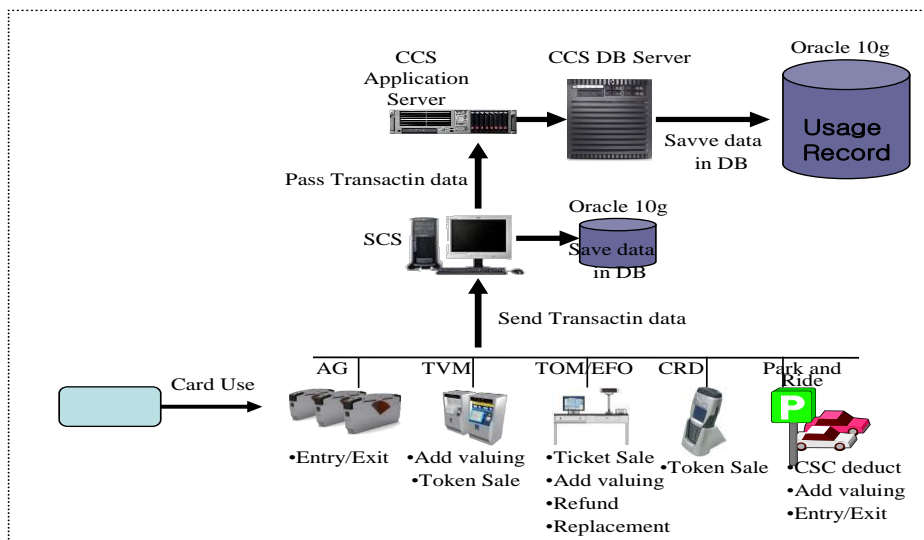 Oracle 10g
CCS
Application
Server
CCS DB Server
Usage
Record
Savve data
in DB
Pass Transactin data
Oracle 10g
SCS
Save data
in DB
Send Transactin data
AG
TVM
TOM/EFO
CRD
Park and
Ride
Card Use
P
•Entry/Exit
•Add valuing
•Token Sale
•Ticket Sale
•Add valuing
•Refund
•Replacement
•Token Sale
•CSC deduct
•Add valuing
•Entry/Exit